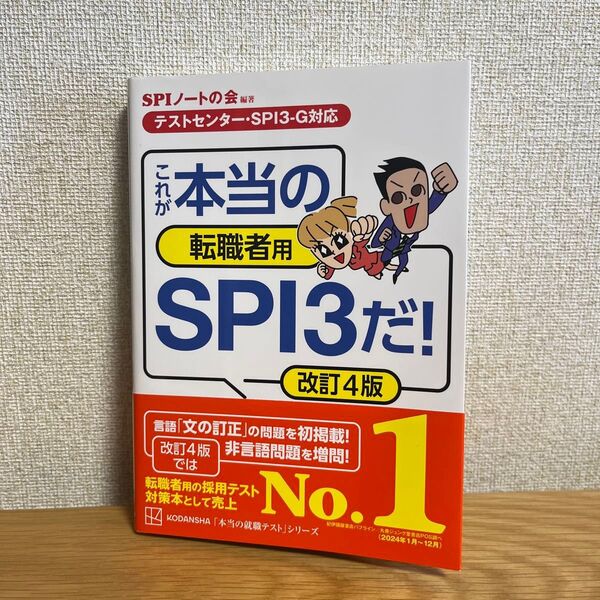 SPIノートの会 編著
テストセンター・SPI3-G対応
これが 本当の
転職者用
SPI3だ!
改訂4版
言語「文の訂正」の問題を初掲載!
改訂4版では 非言語問題を増問!
転職者用の採用テスト
対策本として売上 No.1
KODANSHA 「本当の就職テスト」シリーズ
(2024年1月〜12月)